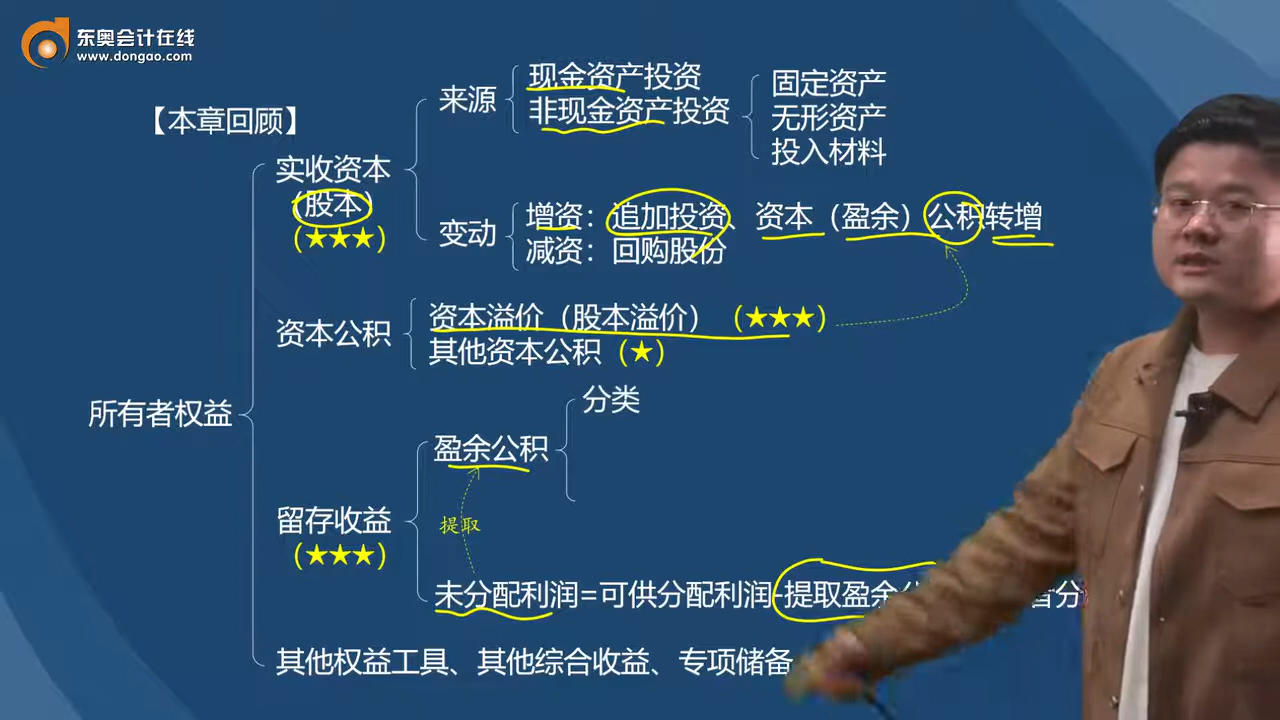 东奥会计在线
www.dongao.com
【本章回顾】
所有者权益
实收资本
（股本）
（★★★）
来源
现金资产投资
非现金资产投资
固定资产
无形资产
投入材料
变动
增资：追加投资、资本（盈余）公积转增
减资：回购股份
资本公积
资本溢价（股本溢价）（★★★）
其他资本公积（★）
留存收益
（★★★）
盈余公积
分类
提取
未分配利润=可供分配利润-提取盈余
其他权益工具、其他综合收益、专项储备